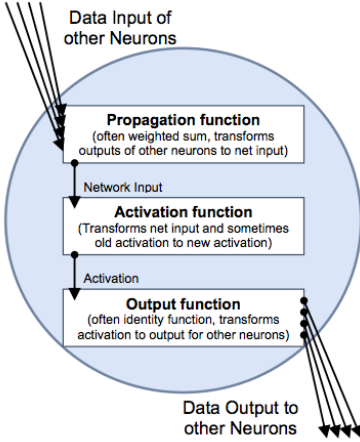 Data Input of
other Neurons
Propagation function
(often weighted sum, transforms
outputs of other neurons to net input)
Network Input
Activation function
(Transforms net input and sometimes
old activation to new activation)
Activation
Output function
(often identity function, transforms
activation to output for other neurons)
Data Output to
other Neurons